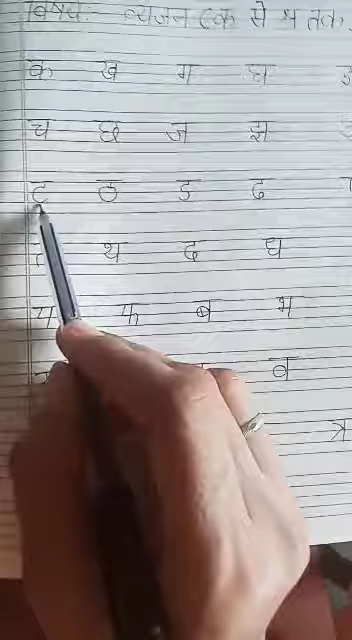 विषय: व्यंजन (क से श्र तक
क ख ग घ
च छ ज झ
ट ठ ड ढ
थ द ध
फ ब भ
व
त्र